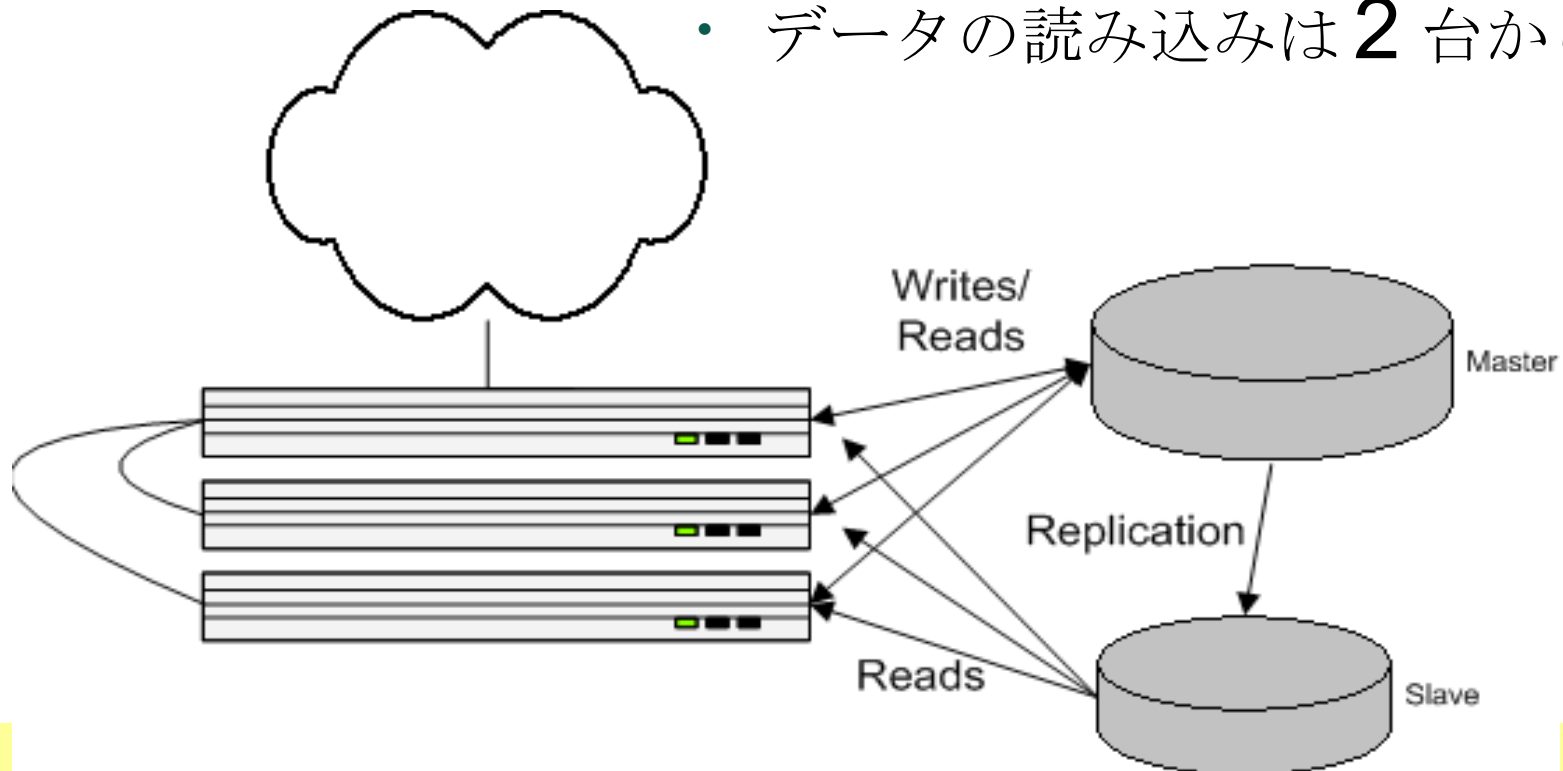 • データの読み込みは 2 台か
Writes/
Reads
Master
Replication
Reads
Slave